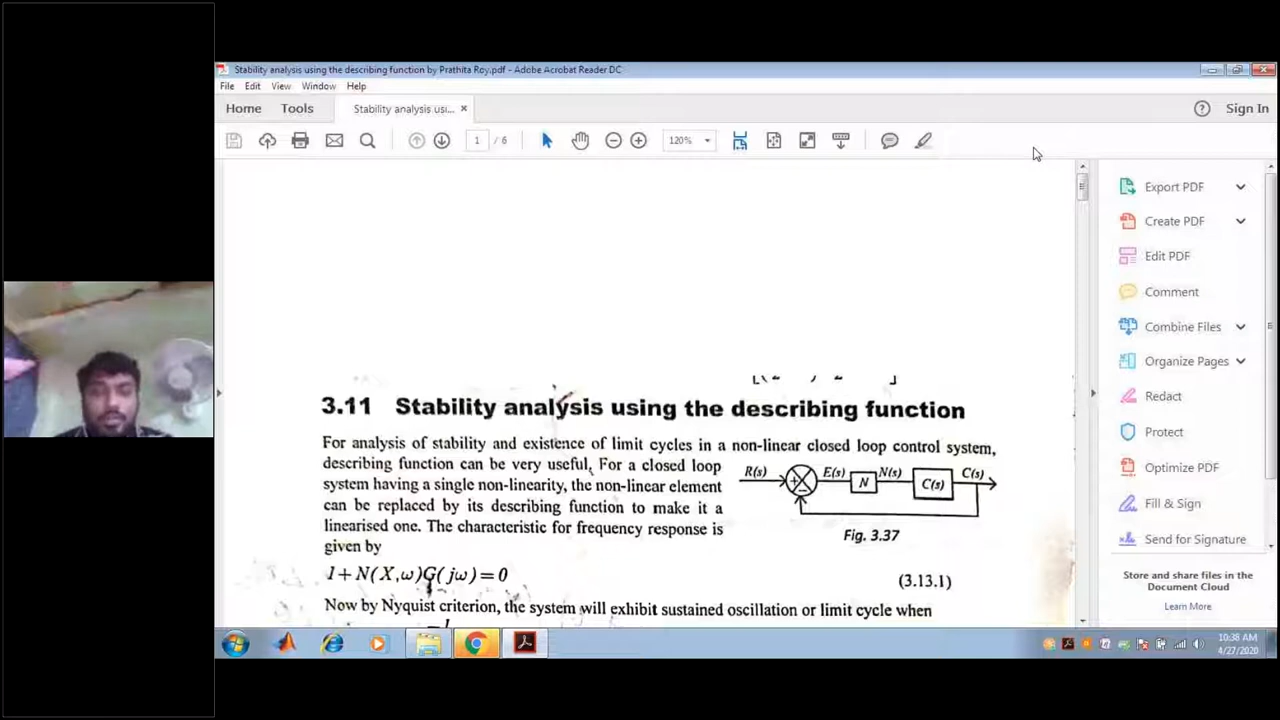 Stability analysis using the describing function by Prathita Roy.pdf - Adobe Acrobat Reader DC
File Edit View Window Help
Home Tools Stability analysis usi... × Sign In
1 / 6 120%
Export PDF
Create PDF
Edit PDF
Comment
Combine Files
Organize Pages
Redact
Protect
Optimize PDF
Fill & Sign
Send for Signature
Store and share files in the
Document Cloud
Learn More
3.11 Stability analysis using the describing function
For analysis of stability and existence of limit cycles in a non-linear closed loop control system,
describing function can be very useful. For a closed loop
system having a single non-linearity, the non-linear element
can be replaced by its describing function to make it a
linearised one. The characteristic for frequency response is
given by
R(s) E(s) N N(s) C(s) C(s)
Fig. 3.37
1+N(X,ω)G(jω)=0 (3.13.1)
Now by Nyquist criterion, the system will exhibit sustained oscillation or limit cycle when
10:38 AM
4/27/2020